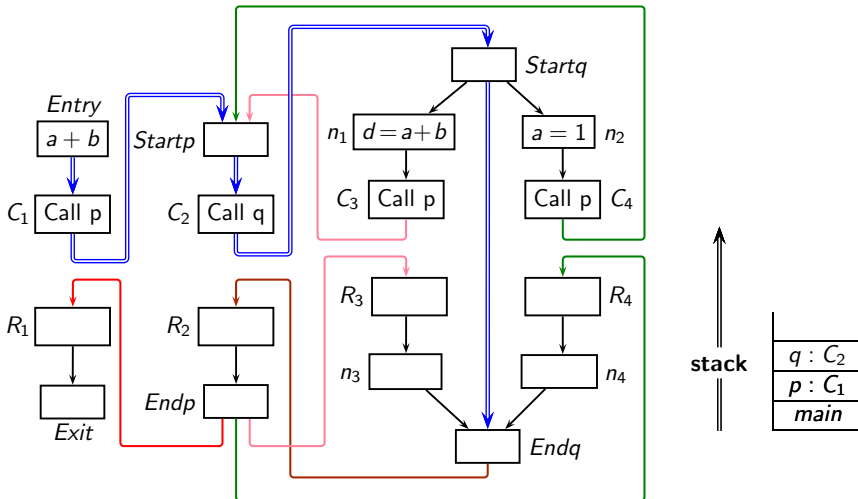 Startq
Entry
a + b
Startp
n1
d = a+b
a = 1
n2
C1
Call p
C2
Call q
C3
Call p
Call p
C4
R1
R2
R3
R4
n3
n4
Endp
Exit
Endq
stack
q : C2
p : C1
main